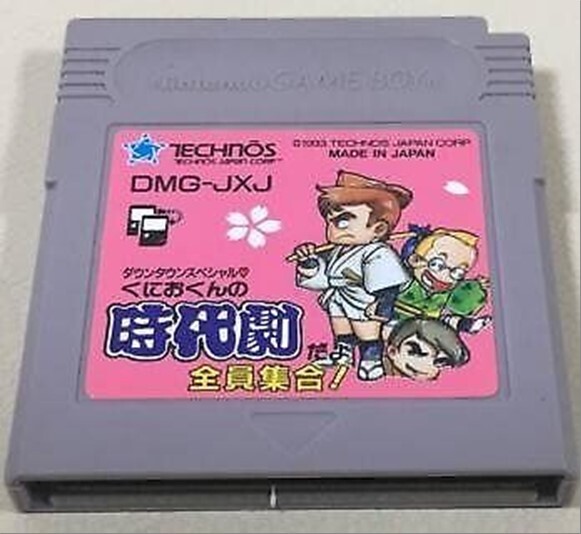 Nintendo GAME BOY™
TECHNŌS
TECHNOS JAPAN CORP™
©1993 TECHNOS JAPAN CORP
MADE IN JAPAN
DMG-JXJ
ダウンタウンスペシャル♥
くにおくんの
時代劇
だよ
全員集合!